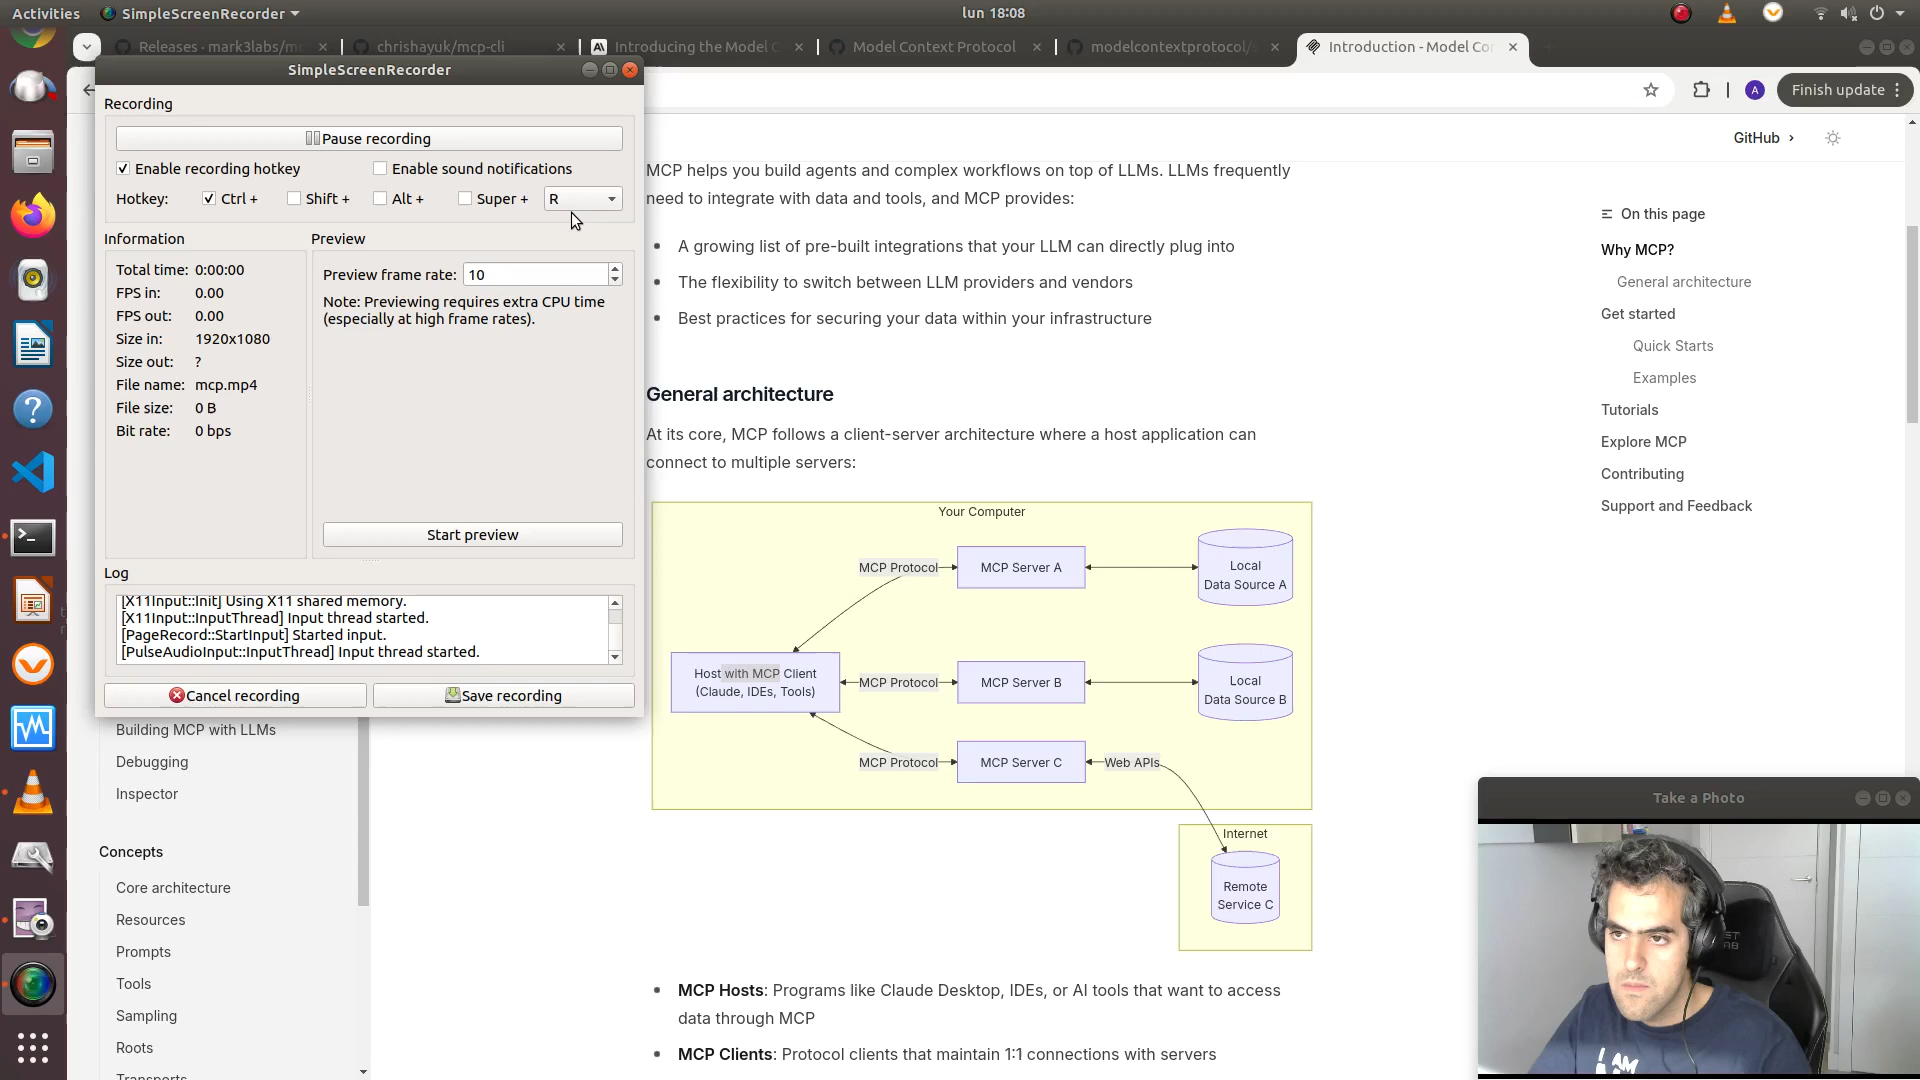 Activities
SimpleScreenRecorder
lun 18:08
Releases · mark3labs/m
chrishayuk/mcp-cli
Introducing the Model C
Model Context Protocol
modelcontextprotocol/
Introduction - Model Co
Finish update
SimpleScreenRecorder
Recording
Pause recording
Enable recording hotkey
Enable sound notifications
Hotkey: Ctrl + Shift + Alt + Super + R
Information
Total time: 0:00:00
FPS in: 0.00
FPS out: 0.00
Size in: 1920x1080
Size out: ?
File name: mcp.mp4
File size: 0 B
Bit rate: 0 bps
Preview
Preview frame rate: 10
Note: Previewing requires extra CPU time
(especially at high frame rates).
Start preview
Log
[X11Input::Init] Using X11 shared memory.
[X11Input::InputThread] Input thread started.
[PageRecord::StartInput] Started input.
[PulseAudioInput::InputThread] Input thread started.
Cancel recording
Save recording
Building MCP with LLMs
Debugging
Inspector
Concepts
Core architecture
Resources
Prompts
Tools
Sampling
Roots
Transports
GitHub
MCP helps you build agents and complex workflows on top of LLMs. LLMs frequently
need to integrate with data and tools, and MCP provides:
A growing list of pre-built integrations that your LLM can directly plug into
The flexibility to switch between LLM providers and vendors
Best practices for securing your data within your infrastructure
General architecture
At its core, MCP follows a client-server architecture where a host application can
connect to multiple servers:
Your Computer
MCP Protocol
MCP Server A
Local
Data Source A
Host with MCP Client
(Claude, IDEs, Tools)
MCP Protocol
MCP Server B
Local
Data Source B
MCP Protocol
MCP Server C
Web APIs
Internet
Remote
Service C
MCP Hosts: Programs like Claude Desktop, IDEs, or AI tools that want to access
data through MCP
MCP Clients: Protocol clients that maintain 1:1 connections with servers
On this page
Why MCP?
General architecture
Get started
Quick Starts
Examples
Tutorials
Explore MCP
Contributing
Support and Feedback
Take a Photo
I AM